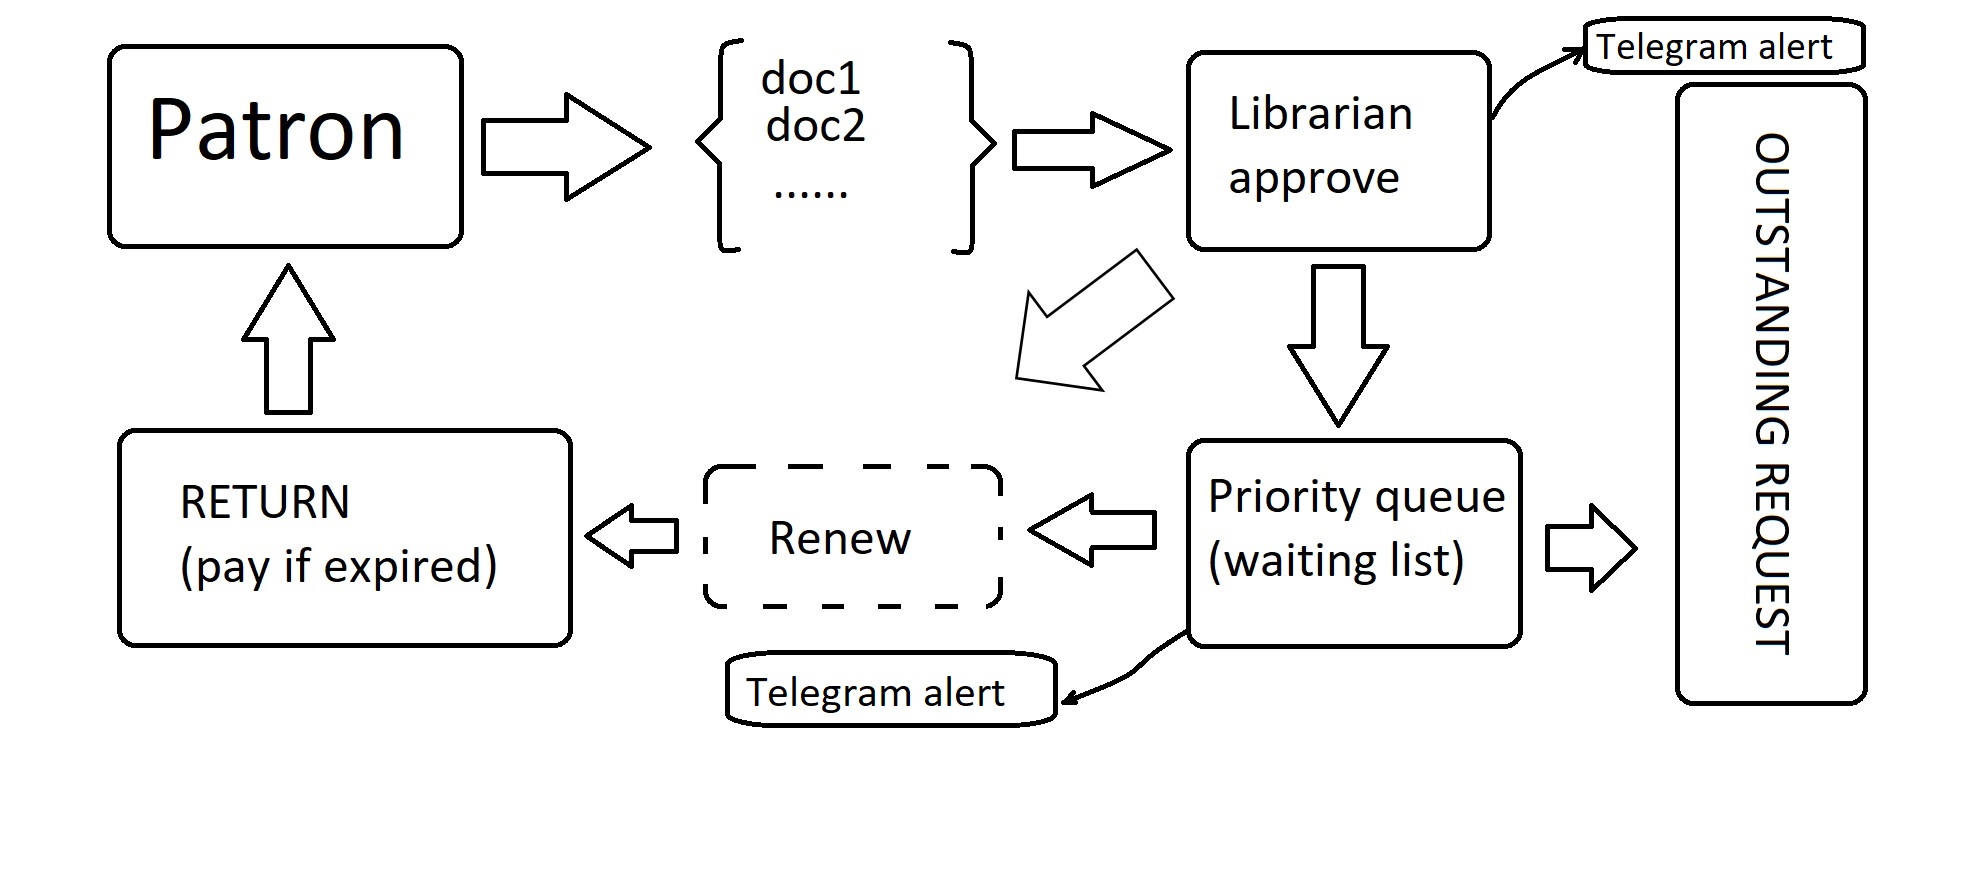 Patron
doc1
doc2
......
Librarian
approve
Telegram alert
OUTSTANDING REQUEST
RETURN
(pay if expired)
Renew
Priority queue
(waiting list)
Telegram alert